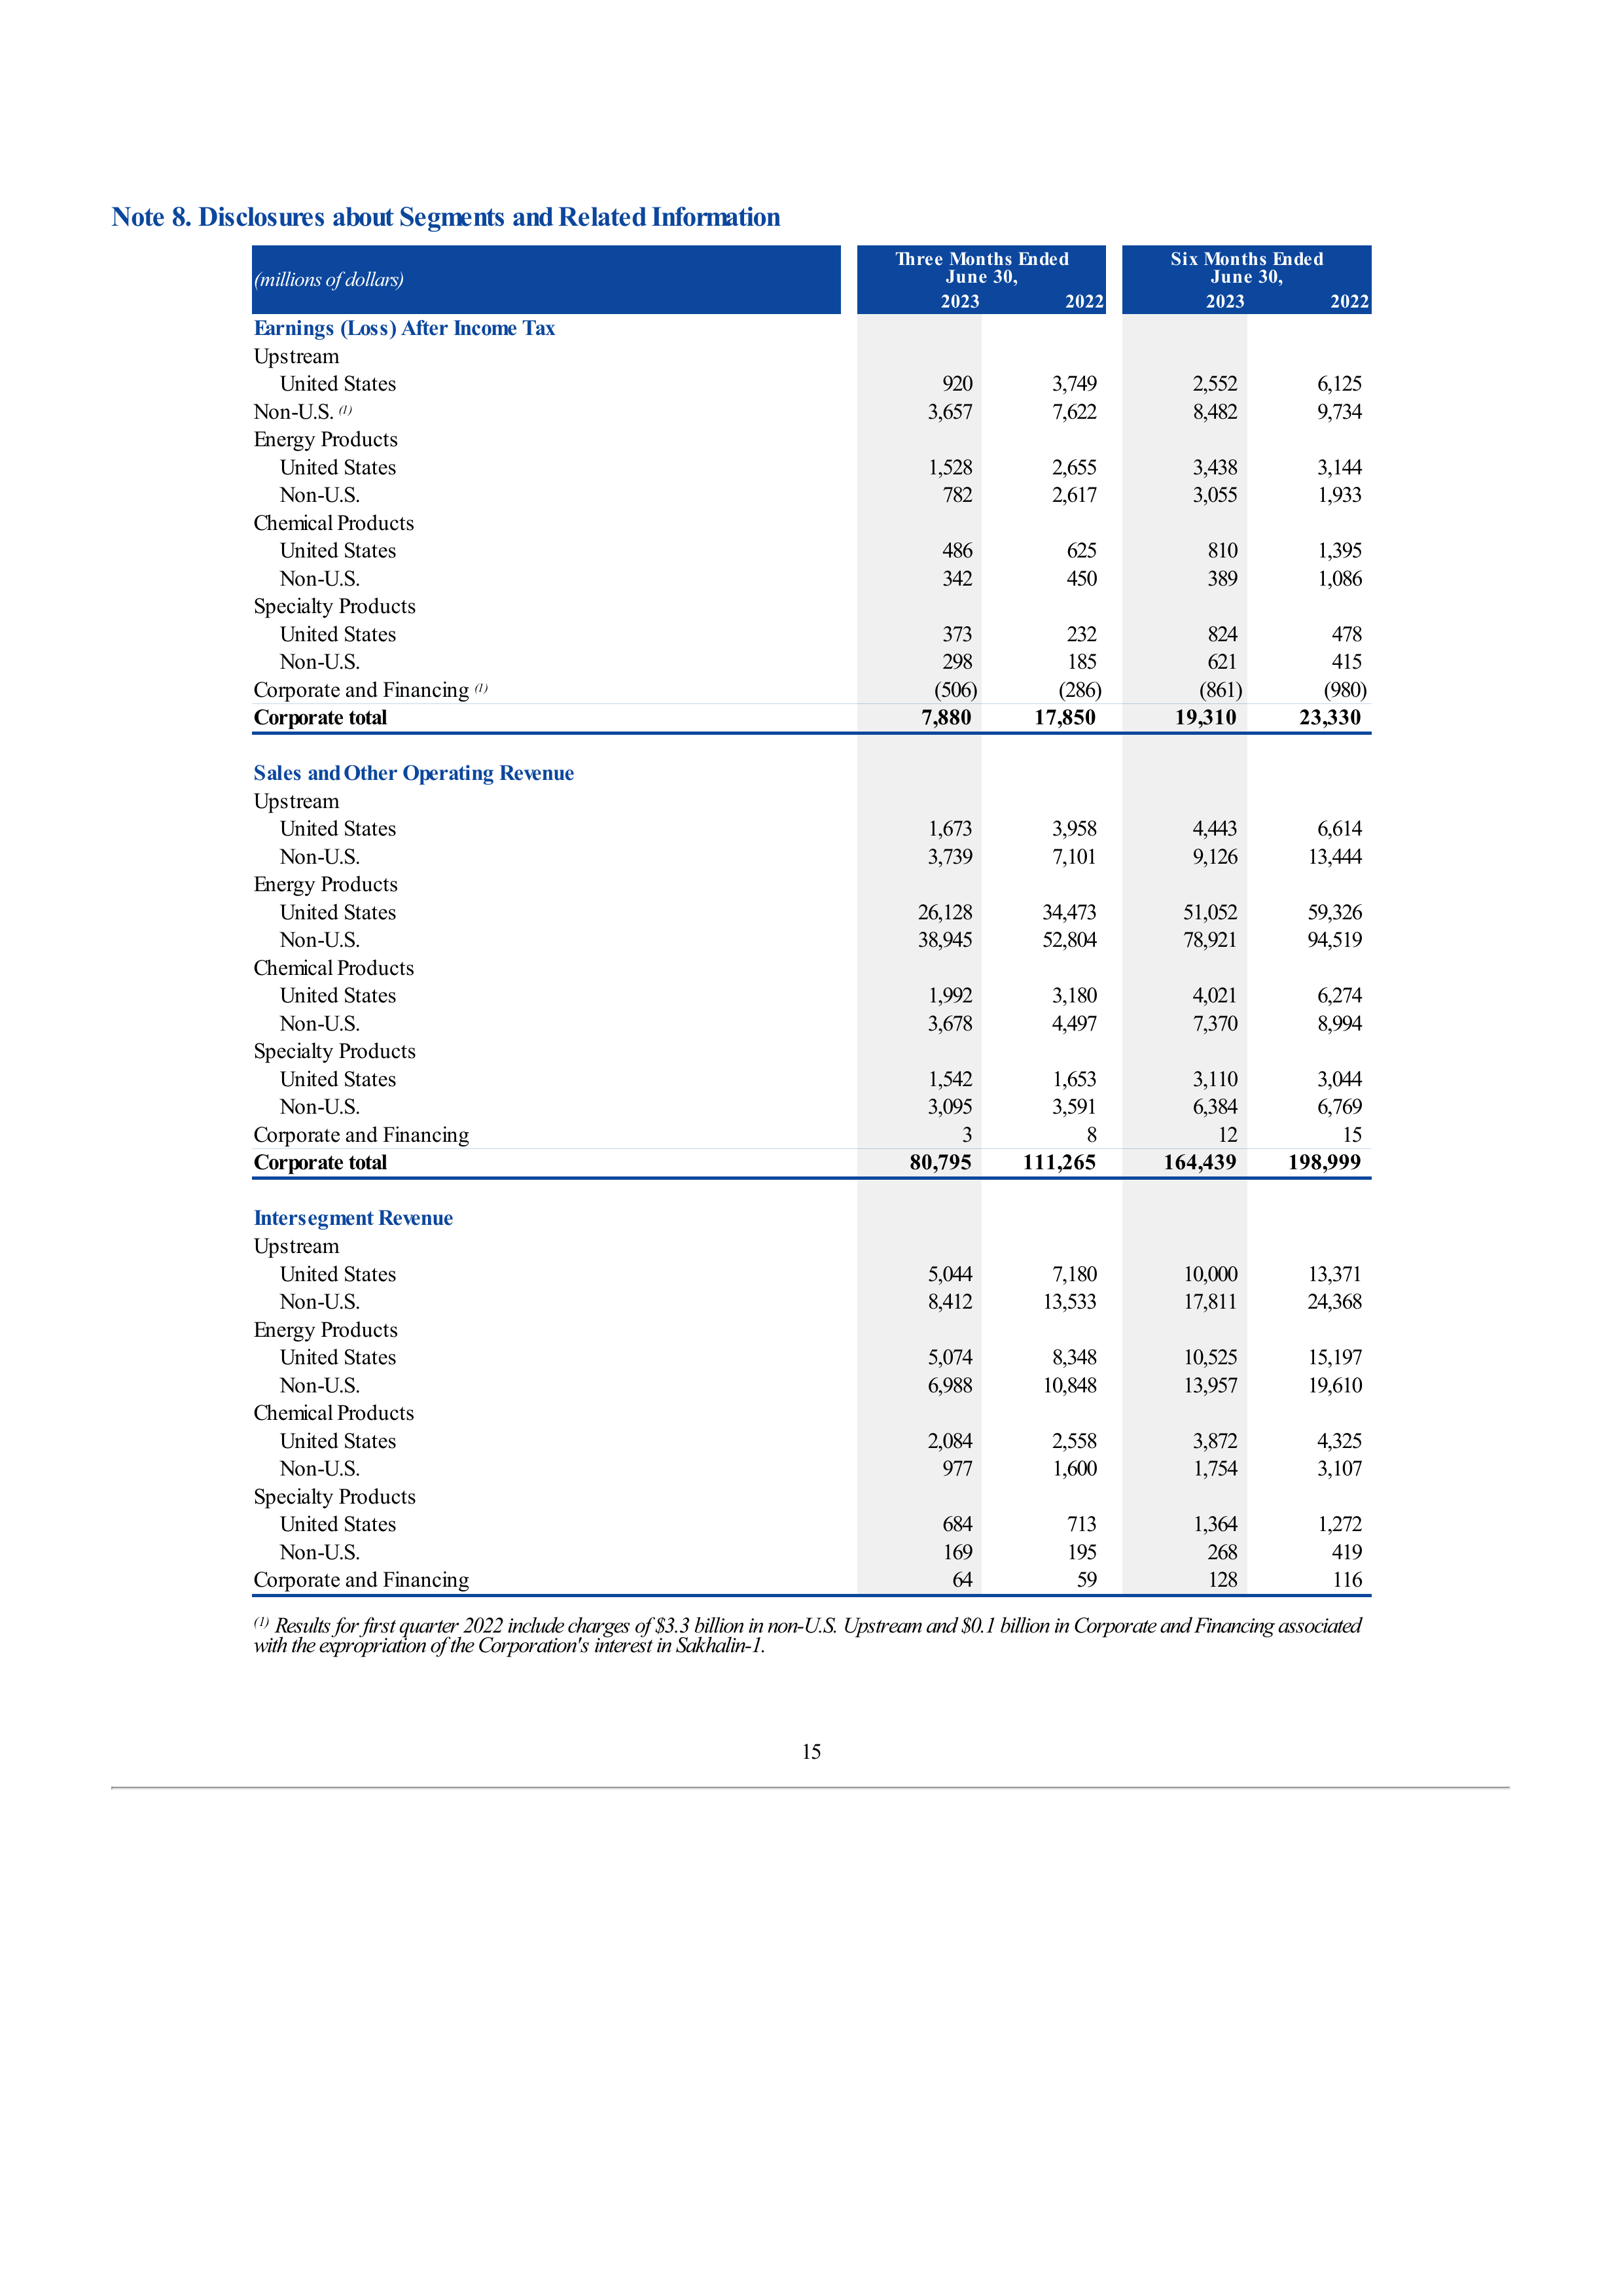 Note 8. Disclosures about Segments and Related Information
(millions of dollars)
Three Months Ended June 30,
Six Months Ended June 30,
2023 2022 2023 2022
Earnings (Loss) After Income Tax
Upstream
United States 920 3,749 2,552 6,125
Non-U.S. (1) 3,657 7,622 8,482 9,734
Energy Products
United States 1,528 2,655 3,438 3,144
Non-U.S. 782 2,617 3,055 1,933
Chemical Products
United States 486 625 810 1,395
Non-U.S. 342 450 389 1,086
Specialty Products
United States 373 232 824 478
Non-U.S. 298 185 621 415
Corporate and Financing (1) (506) (286) (861) (980)
Corporate total 7,880 17,850 19,310 23,330
Sales and Other Operating Revenue
Upstream
United States 1,673 3,958 4,443 6,614
Non-U.S. 3,739 7,101 9,126 13,444
Energy Products
United States 26,128 34,473 51,052 59,326
Non-U.S. 38,945 52,804 78,921 94,519
Chemical Products
United States 1,992 3,180 4,021 6,274
Non-U.S. 3,678 4,497 7,370 8,994
Specialty Products
United States 1,542 1,653 3,110 3,044
Non-U.S. 3,095 3,591 6,384 6,769
Corporate and Financing 3 8 12 15
Corporate total 80,795 111,265 164,439 198,999
Intersegment Revenue
Upstream
United States 5,044 7,180 10,000 13,371
Non-U.S. 8,412 13,533 17,811 24,368
Energy Products
United States 5,074 8,348 10,525 15,197
Non-U.S. 6,988 10,848 13,957 19,610
Chemical Products
United States 2,084 2,558 3,872 4,325
Non-U.S. 977 1,600 1,754 3,107
Specialty Products
United States 684 713 1,364 1,272
Non-U.S. 169 195 268 419
Corporate and Financing 64 59 128 116
(1) Results for first quarter 2022 include charges of $3.3 billion in non-U.S. Upstream and $0.1 billion in Corporate and Financing associated
with the expropriation of the Corporation's interest in Sakhalin-1.
15